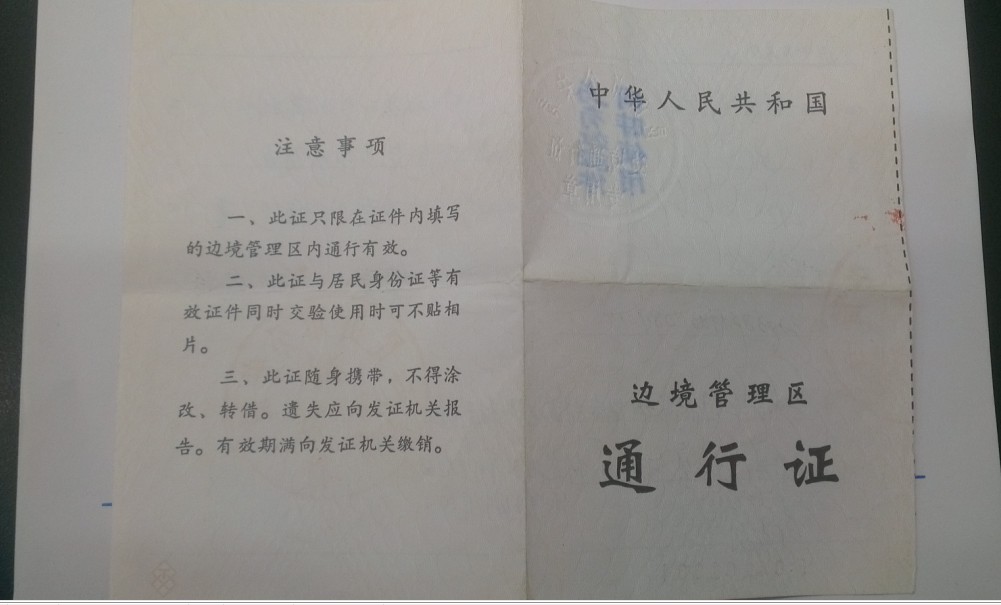 注意事项
一、此证只限在证件内填写
的边境管理区内通行有效。
二、此证与居民身份证等有
效证件同时交验使用时可不贴相
片。
三、此证随身携带，不得涂
改、转借。遗失应向发证机关报
告。有效期满向发证机关缴销。
中华人民共和国
边境管理区
通行证